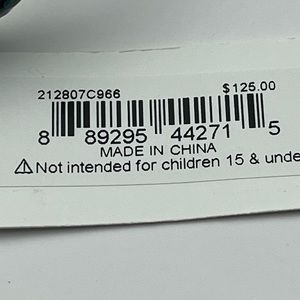 212807C966 $125.00
8 89295 44271 5
MADE IN CHINA
⚠Not intended for children 15 & unde